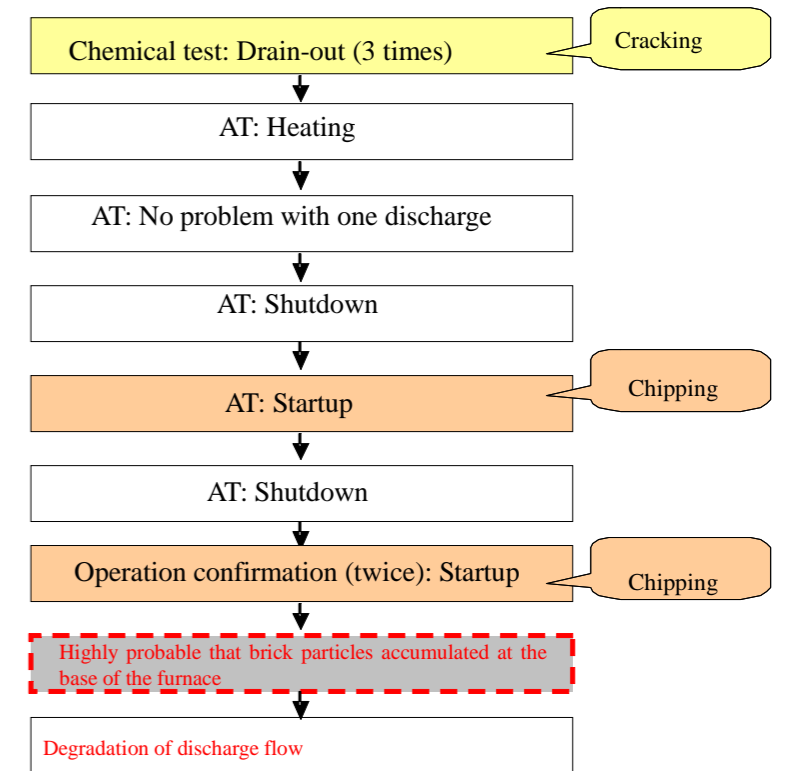 Chemical test: Drain-out (3 times)
Cracking
AT: Heating
AT: No problem with one discharge
AT: Shutdown
AT: Startup
Chipping
AT: Shutdown
Operation confirmation (twice): Startup
Chipping
Highly probable that brick particles accumulated at the
base of the furnace
Degradation of discharge flow